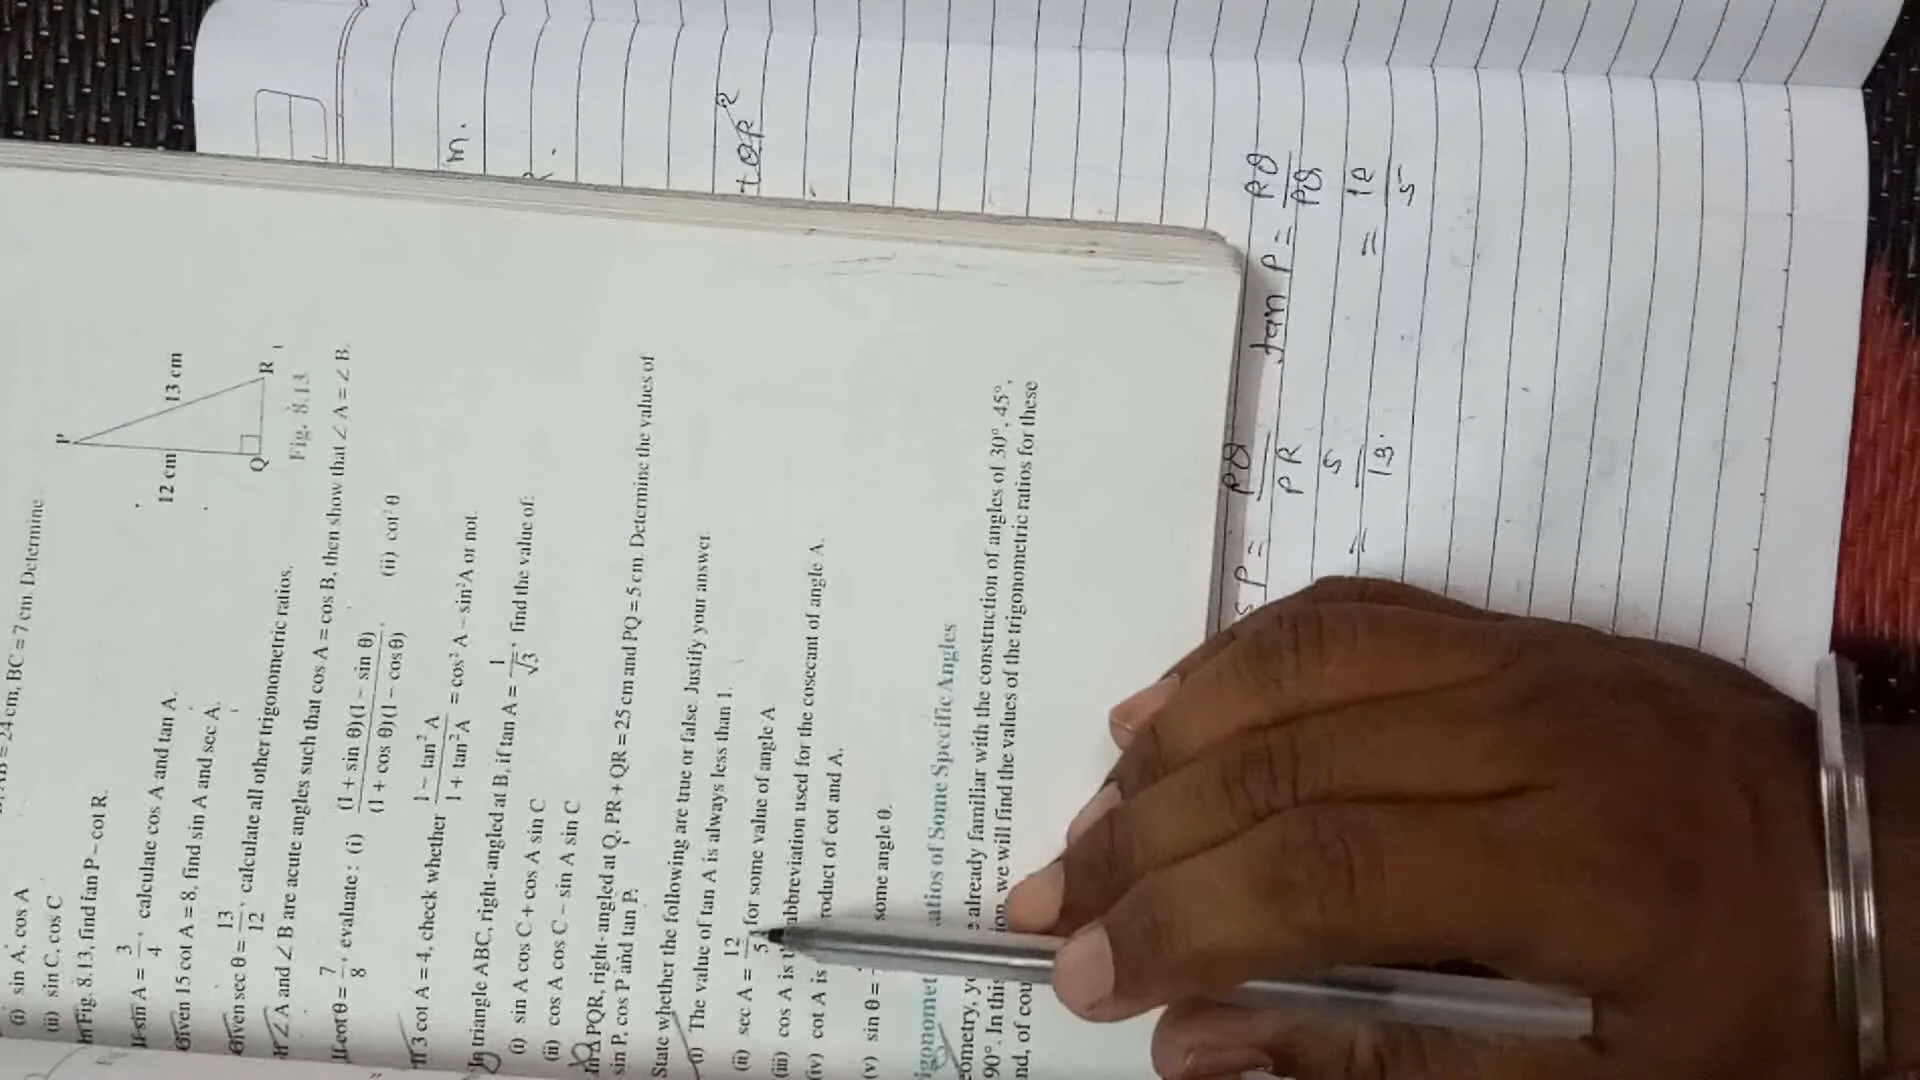 = 24 cm, BC = 7 cm. Determine
(i) sin A, cos A
(ii) sin C, cos C
In Fig. 8.13, find tan P – cot R.
P
12 cm
13 cm
Q
R
Fig. 8.13
If sin A = 3/4, calculate cos A and tan A.
Given 15 cot A = 8, find sin A and sec A.
Given sec θ = 13/12, calculate all other trigonometric ratios.
If ∠A and ∠B are acute angles such that cos A = cos B, then show that ∠A = ∠B.
If cot θ = 7/8, evaluate : (i) (1 + sin θ)(1 – sin θ)/(1 + cos θ)(1 – cos θ), (ii) cot² θ
If 3 cot A = 4, check whether 1 – tan² A/1 + tan² A = cos² A – sin² A or not.
In triangle ABC, right-angled at B, if tan A = 1/√3, find the value of:
(i) sin A cos C + cos A sin C
(ii) cos A cos C – sin A sin C
In Δ PQR, right-angled at Q, PR + QR = 25 cm and PQ = 5 cm. Determine the values of
sin P, cos P and tan P.
State whether the following are true or false. Justify your answer.
(i) The value of tan A is always less than 1.
(ii) sec A = 12/5 for some value of angle A.
(iii) cos A is abbreviation used for the cosecant of angle A.
(iv) cot A is product of cot and A.
(v) sin θ = some angle θ.
of Some Specific Angles
already familiar with the construction of angles of 30°, 45°,
90°. In this we will find the values of the trigonometric ratios for these
of
m.
P = PQ/PR
= 5/13.
tan P = RQ/PQ
= 12/5